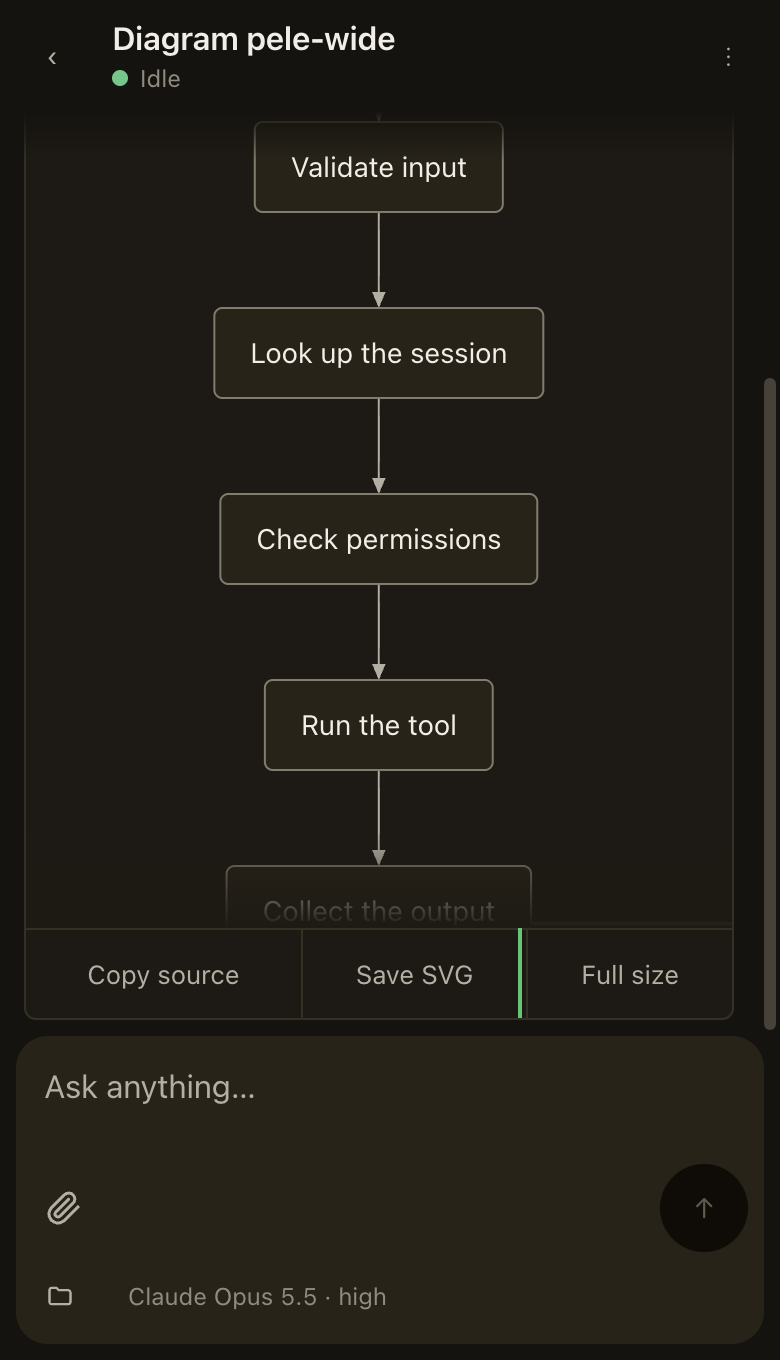 Diagram pele-wide
Idle
Validate input
Look up the session
Check permissions
Run the tool
Collect the output
Copy source
Save SVG
Full size
Ask anything...
Claude Opus 5.5 · high